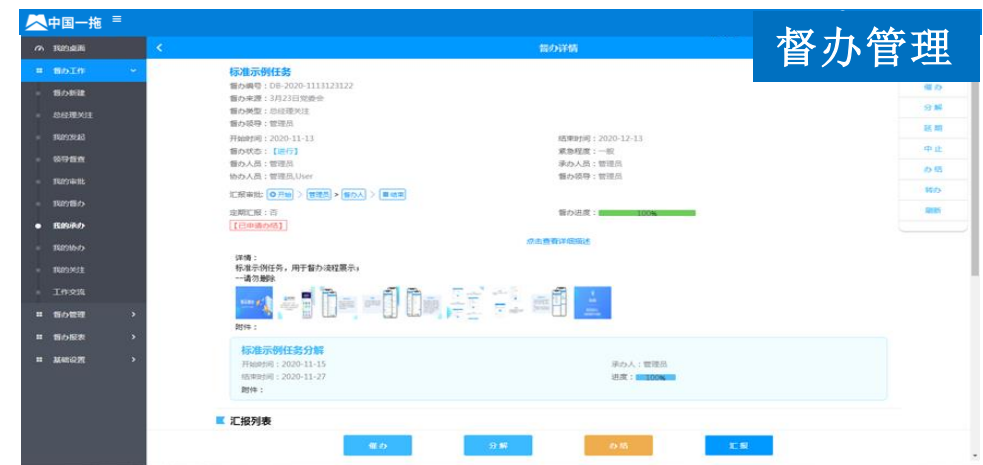 中国一拖
督办管理
我的桌面
督办工作
督办新建
总经理关注
我的发起
领导督查
我的审批
我的督办
我的承办
我的协办
我的关注
工作交流
督办管理
督办报表
基础设置
督办详情
标准示例任务
督办编号：DB-2020-1113123122
督办来源：3月23日党委会
督办类型：总经理关注
督办领导：管理员
开始时间：2020-11-13 结束时间：2020-12-13
督办状态：【进行】 紧急程度：一般
督办人员：管理员 承办人员：管理员
协办人员：管理员,User 督办领导：管理员
汇报审批: 开始 > 管理员 > 督办人 > 结束
定期汇报：否 督办进度： 100%
【已申请办结】
点击查看详细描述
详情：
标准示例任务，用于督办流程展示；
---请勿删除
附件：
标准示例任务分解
开始时间：2020-11-15 承办人：管理员
结束时间：2020-11-27 进度： 100%
附件：
汇报列表
催办 分解 办结 汇报
催办
分解
延期
中止
办结
转办
刷新